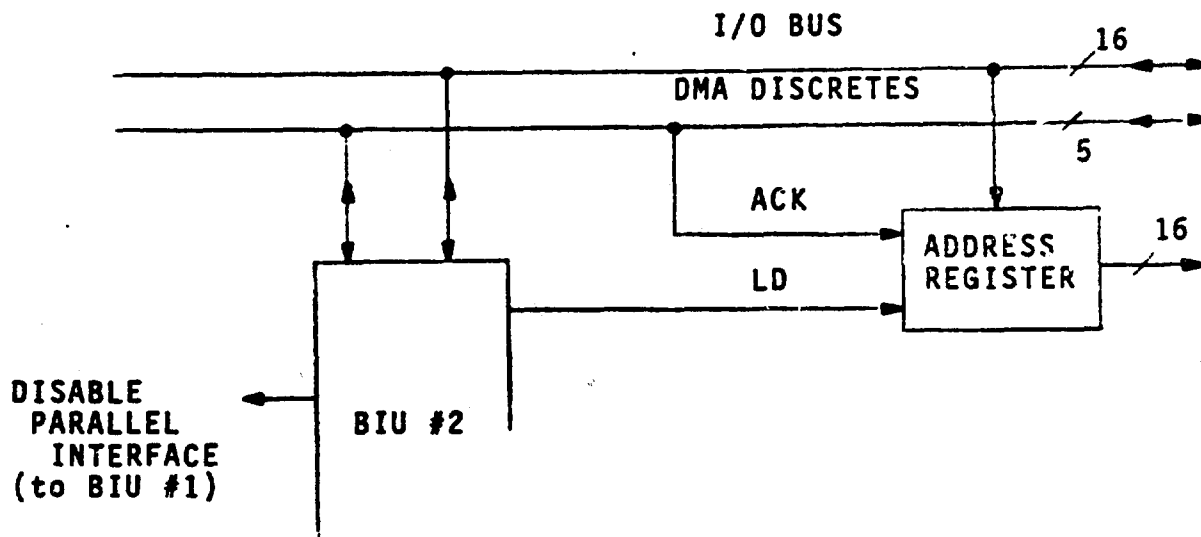 I/O BUS
16
DMA DISCRETES
5
ACK
16
ADDRESS
REGISTER
LD
DISABLE
PARALLEL
INTERFACE
(to BIU #1)
BIU #2